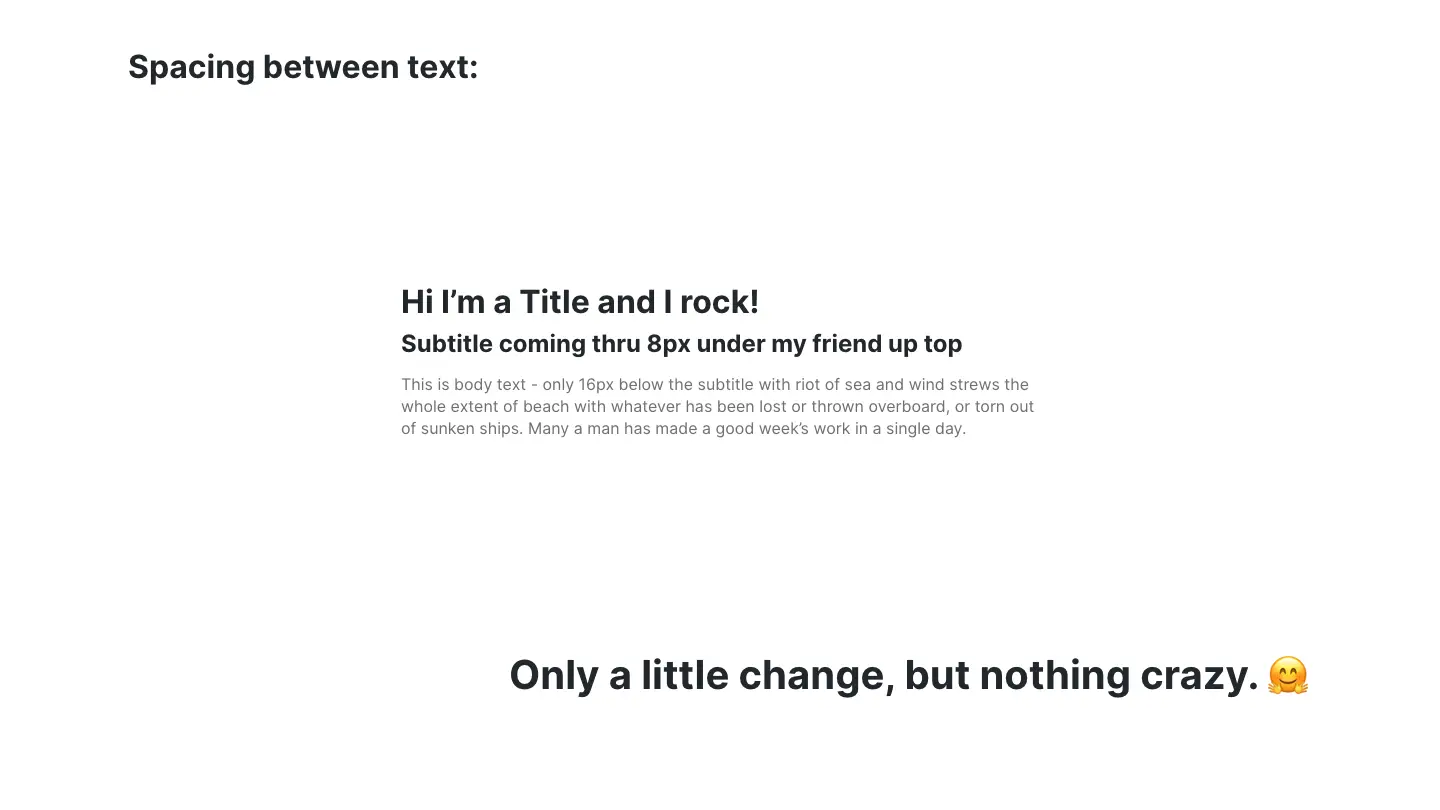 Spacing between text:
Hi I’m a Title and I rock!
Subtitle coming thru 8px under my friend up top
This is body text - only 16px below the subtitle with riot of sea and wind strews the
whole extent of beach with whatever has been lost or thrown overboard, or torn out
of sunken ships. Many a man has made a good week’s work in a single day.
Only a little change, but nothing crazy. 🤗